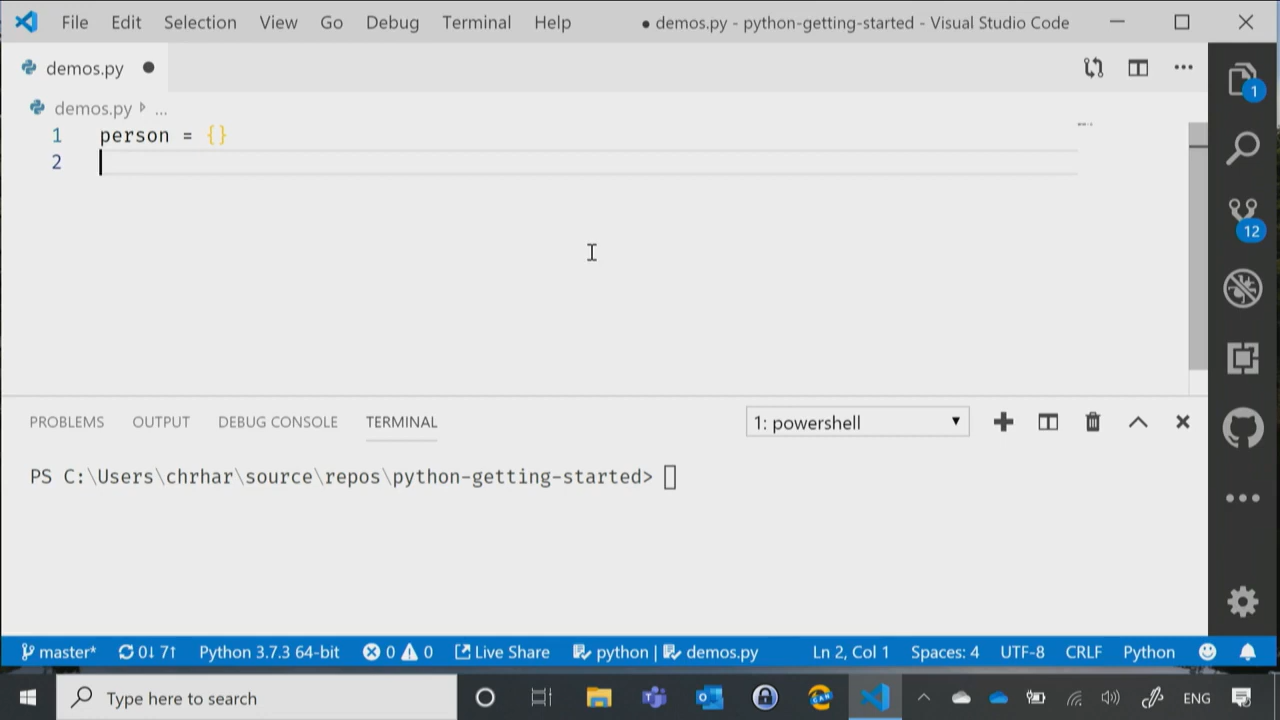 File Edit Selection View Go Debug Terminal Help ● demos.py - python-getting-started - Visual Studio Code
demos.py ●
demos.py ...
1 person = {}
2
1
12
PROBLEMS OUTPUT DEBUG CONSOLE TERMINAL 1: powershell
PS C:\Users\chrhar\source\repos\python-getting-started>
master* 0↓ 7↑ Python 3.7.3 64-bit 0 0 Live Share python | demos.py Ln 2, Col 1 Spaces: 4 UTF-8 CRLF Python
Type here to search ENG